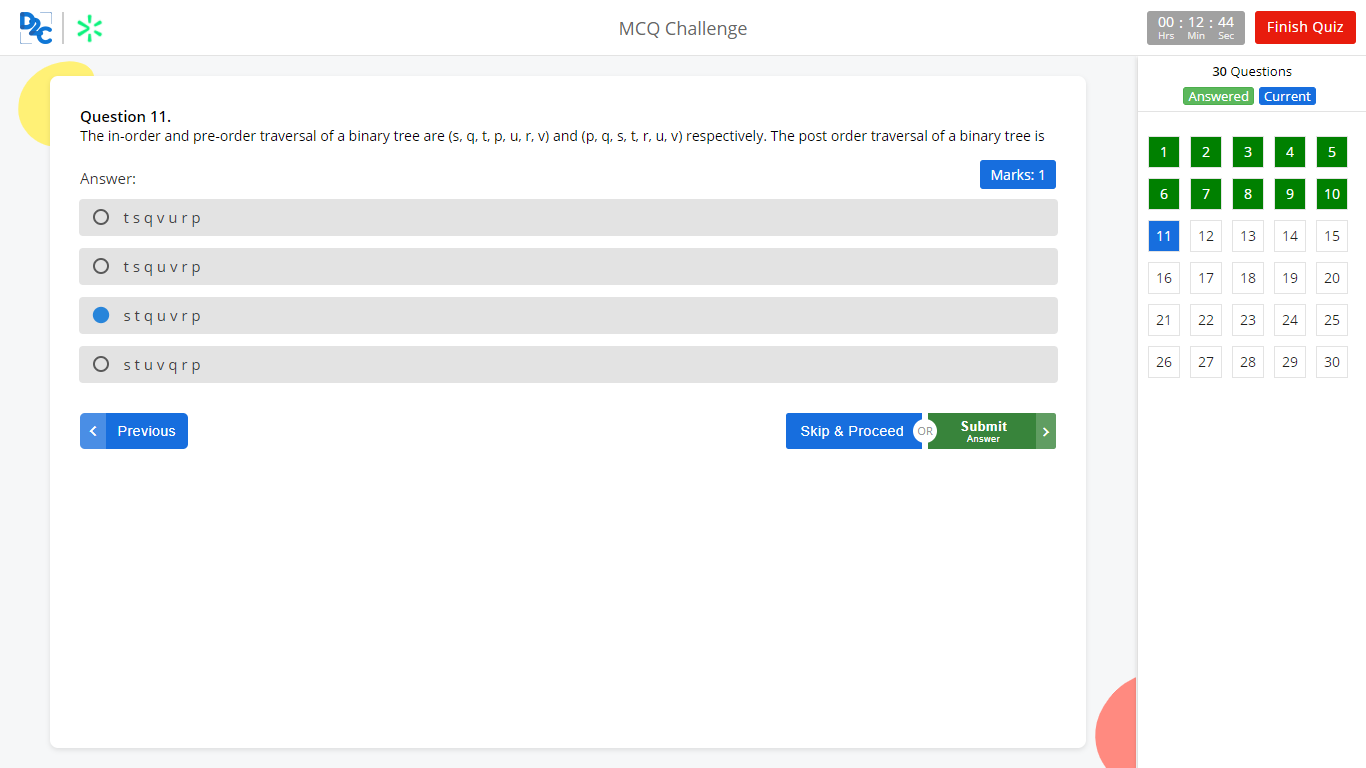 D2C
MCQ Challenge
00 : 12 : 44
Hrs Min Sec
Finish Quiz
30 Questions
Answered Current
Question 11.
The in-order and pre-order traversal of a binary tree are (s, q, t, p, u, r, v) and (p, q, s, t, r, u, v) respectively. The post order traversal of a binary tree is
Answer:
Marks: 1
t s q v u r p
t s q u v r p
s t q u v r p
s t u v q r p
Previous
Skip & Proceed
OR
Submit
Answer
1 2 3 4 5
6 7 8 9 10
11 12 13 14 15
16 17 18 19 20
21 22 23 24 25
26 27 28 29 30